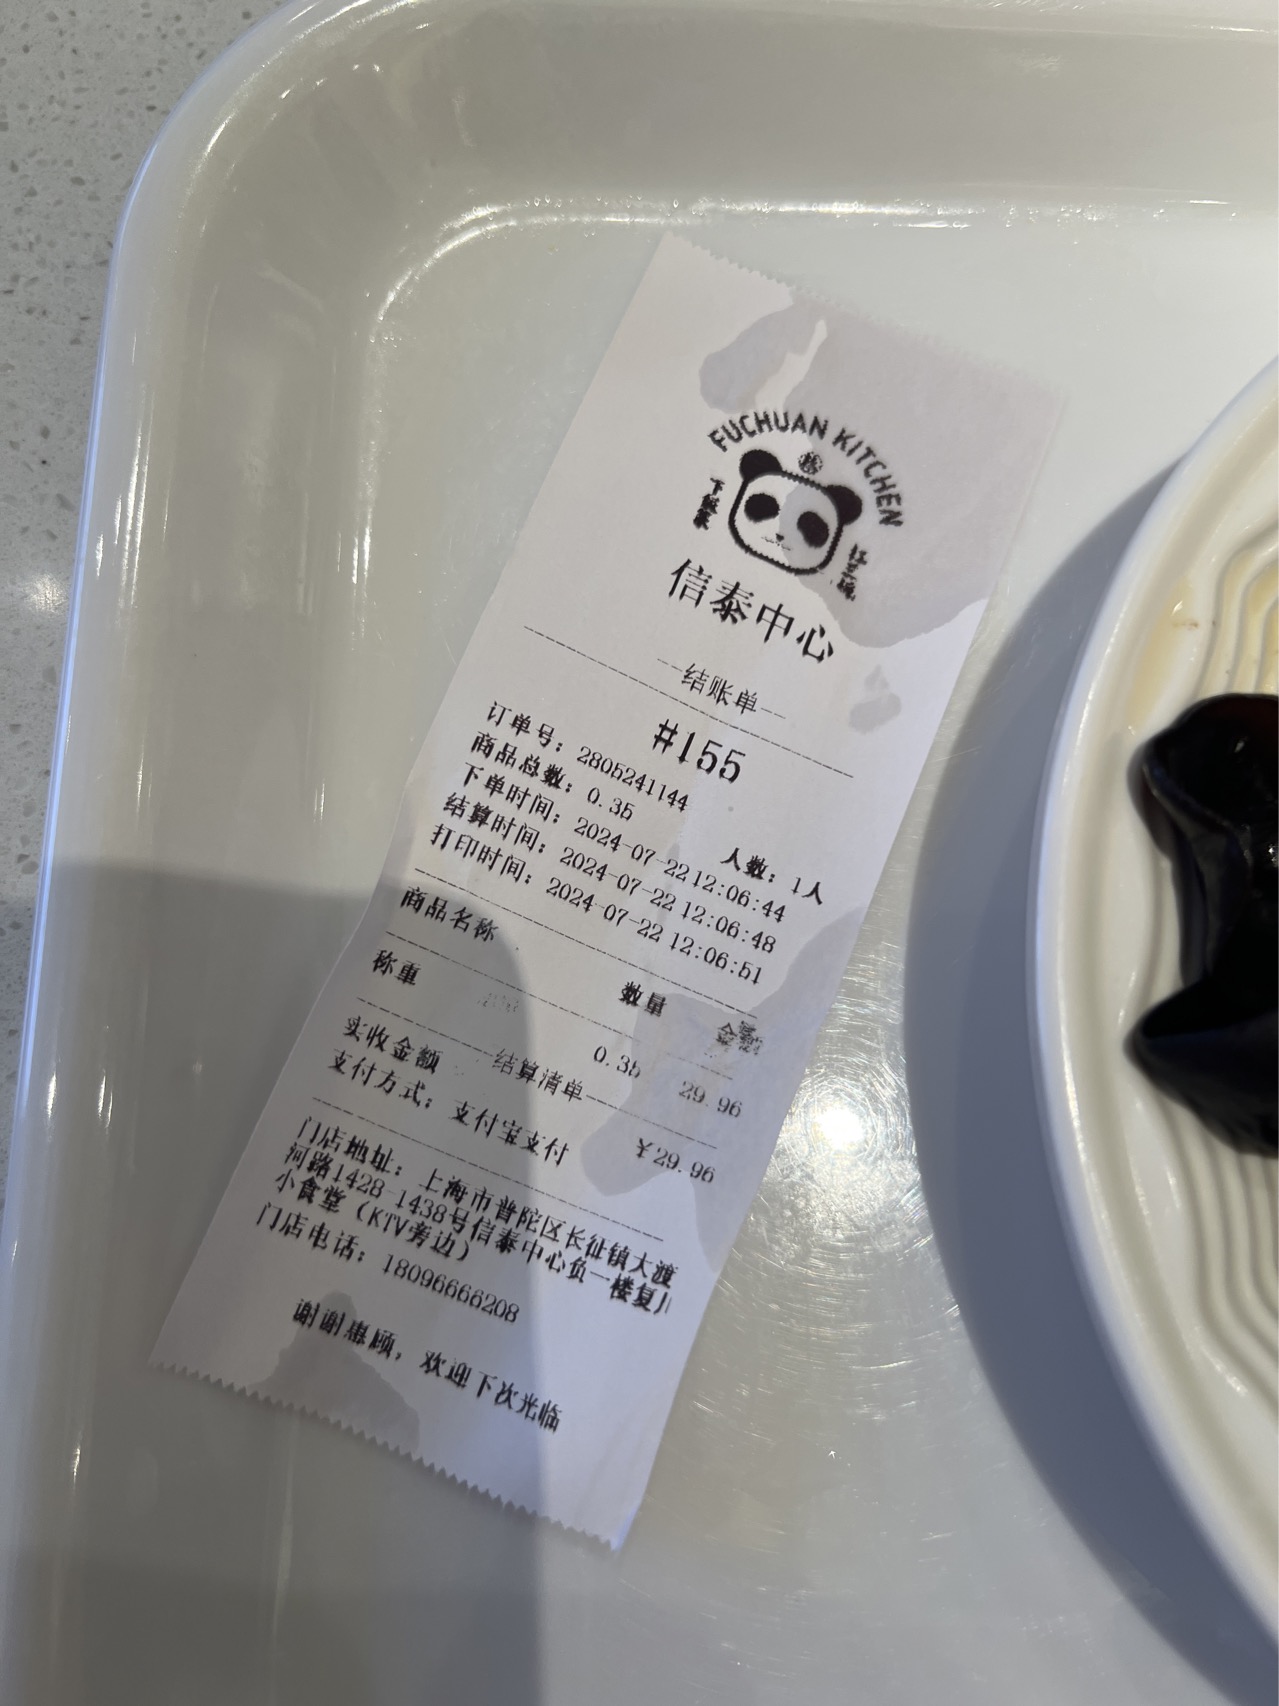 FUCHUAN KITCHEN
下饭菜
信泰中心
--结账单--
#155
订单号：2805241144
商品总数：0.35 人数：1人
下单时间：2024-07-22 12:06:44
结算时间：2024-07-22 12:06:48
打印时间：2024-07-22 12:06:51
商品名称 数量 金额
称重 0.35 29.96
结算清单
实收金额 ￥29.96
支付方式：支付宝支付
门店地址：上海市普陀区长征镇大渡
河路1428-1438号信泰中心负一楼复川
小食堂（KTV旁边）
门店电话：18096666208
谢谢惠顾，欢迎下次光临